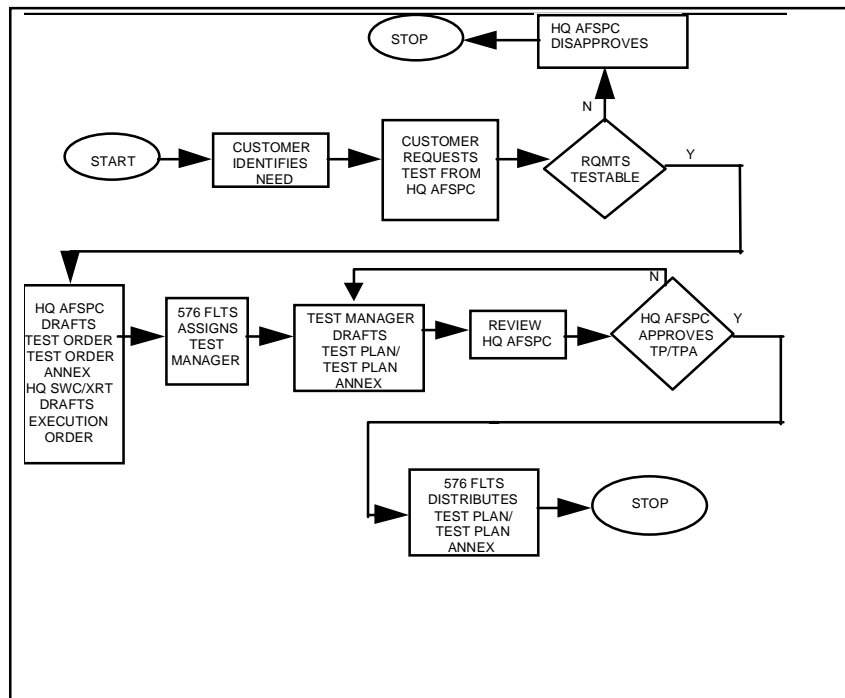 HQ AFSPC
DISAPPROVES
STOP
N
START
CUSTOMER
IDENTIFIES
NEED
CUSTOMER
REQUESTS
TEST FROM
HQ AFSPC
RQMTS
TESTABLE
Y
HQ AFSPC
DRAFTS
TEST ORDER
TEST ORDER
ANNEX
HQ SWC/XRT
DRAFTS
EXECUTION
ORDER
576 FLTS
ASSIGNS
TEST
MANAGER
TEST MANAGER
DRAFTS
TEST PLAN/
TEST PLAN
ANNEX
REVIEW
HQ AFSPC
N
HQ AFSPC
APPROVES
TP/TPA
Y
576 FLTS
DISTRIBUTES
TEST PLAN/
TEST PLAN
ANNEX
STOP